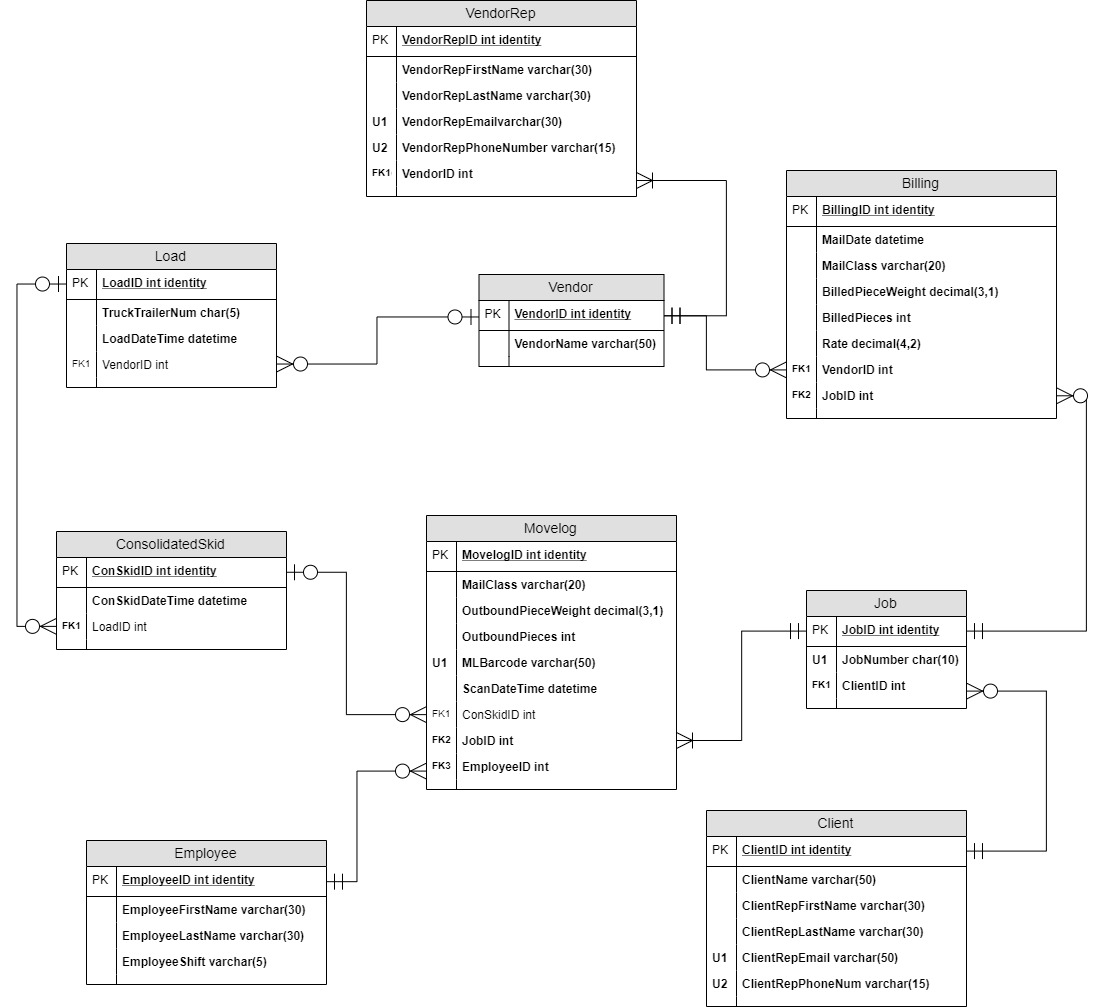 VendorRep
PK VendorRepID int identity
VendorRepFirstName varchar(30)
VendorRepLastName varchar(30)
U1 VendorRepEmailvarchar(30)
U2 VendorRepPhoneNumber varchar(15)
FK1 VendorID int
Billing
PK BillingID int identity
MailDate datetime
MailClass varchar(20)
BilledPieceWeight decimal(3,1)
BilledPieces int
Rate decimal(4,2)
FK1 VendorID int
FK2 JobID int
Load
PK LoadID int identity
TruckTrailerNum char(5)
LoadDateTime datetime
FK1 VendorID int
Vendor
PK VendorID int identity
VendorName varchar(50)
ConsolidatedSkid
PK ConSkidID int identity
ConSkidDateTime datetime
FK1 LoadID int
Movelog
PK MovelogID int identity
MailClass varchar(20)
OutboundPieceWeight decimal(3,1)
OutboundPieces int
U1 MLBarcode varchar(50)
ScanDateTime datetime
FK1 ConSkidID int
FK2 JobID int
FK3 EmployeeID int
Job
PK JobID int identity
U1 JobNumber char(10)
FK1 ClientID int
Employee
PK EmployeeID int identity
EmployeeFirstName varchar(30)
EmployeeLastName varchar(30)
EmployeeShift varchar(5)
Client
PK ClientID int identity
ClientName varchar(50)
ClientRepFirstName varchar(30)
ClientRepLastName varchar(30)
U1 ClientRepEmail varchar(50)
U2 ClientRepPhoneNum varchar(15)